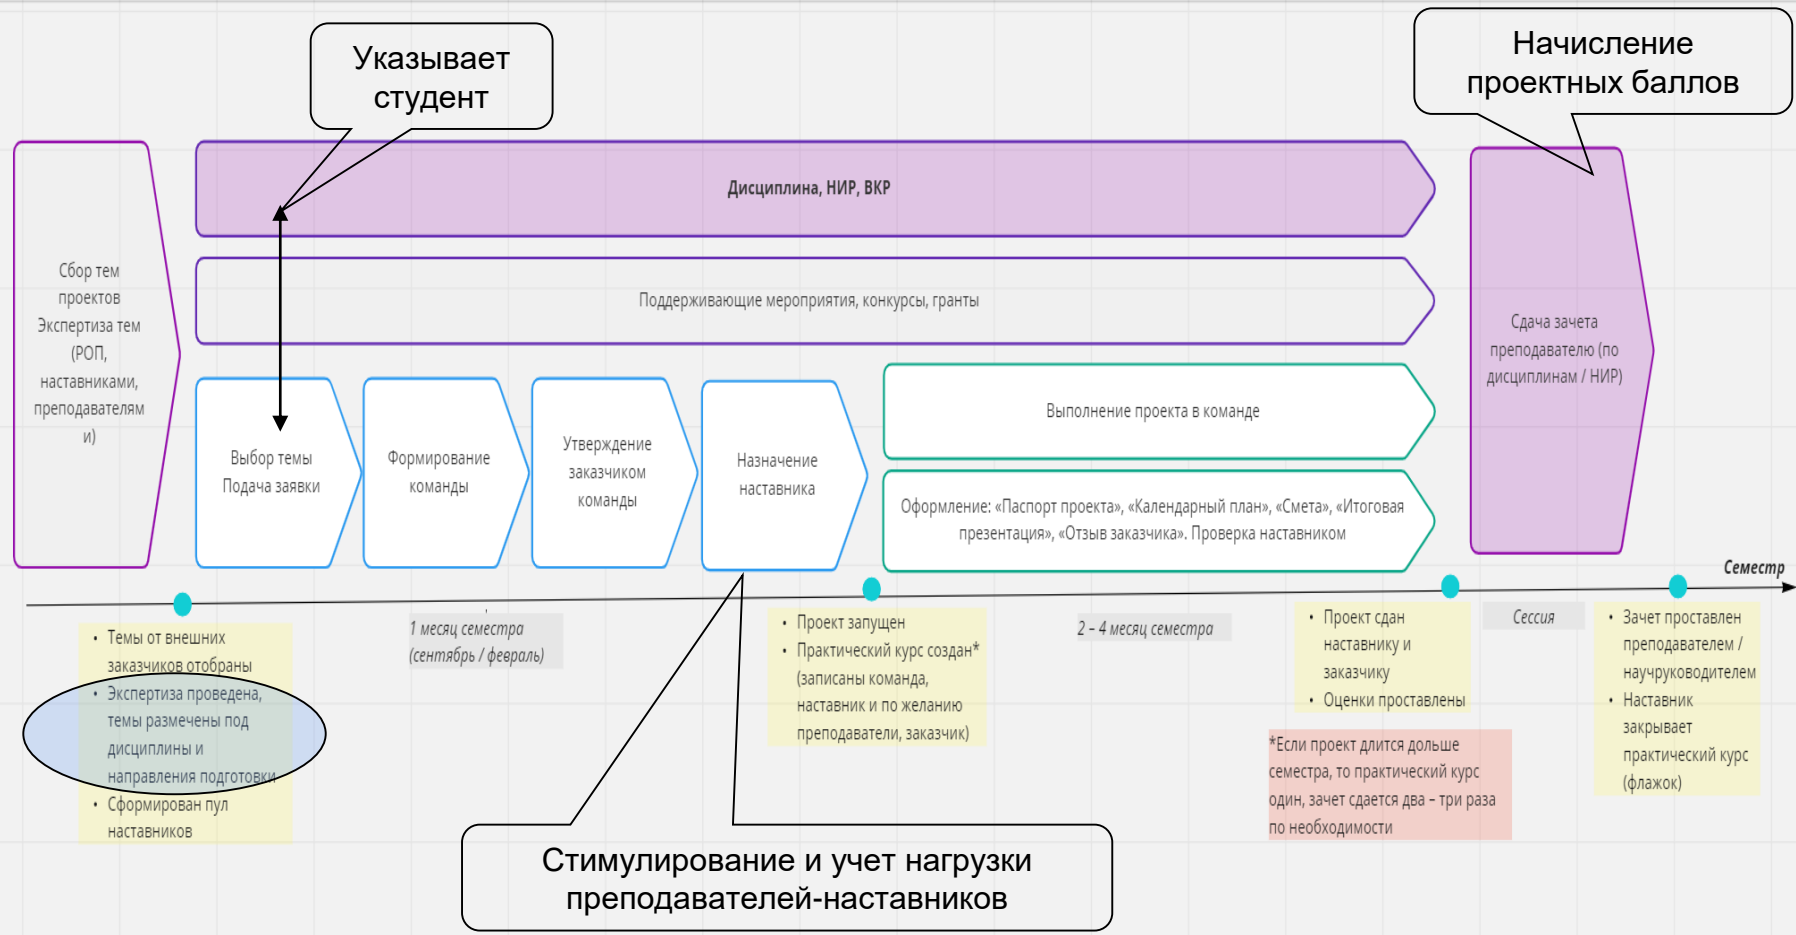 Указывает
студент
Начисление
проектных баллов
Дисциплина, НИР, ВКР
Поддерживающие мероприятия, конкурсы, гранты
Сбор тем
проектов
Экспертиза тем
(РОП,
наставниками,
преподавателям
и)
Выбор темы
Подача заявки
Формирование
команды
Утверждение
заказчиком
команды
Назначение
наставника
Выполнение проекта в команде
Оформление: «Паспорт проекта», «Календарный план», «Смета», «Итоговая
презентация», «Отзыв заказчика». Проверка наставником
Сдача зачета
преподавателю (по
дисциплинам / НИР)
Семестр
• Темы от внешних
заказчиков отобраны
• Экспертиза проведена,
темы размечены под
дисциплины и
направления подготовки
• Сформирован пул
наставников
1 месяц семестра
(сентябрь / февраль)
• Проект запущен
• Практический курс создан*
(записаны команда,
наставник и по желанию
преподаватели, заказчик)
2 – 4 месяц семестра
• Проект сдан
наставнику и
заказчику
• Оценки проставлены
Сессия
• Зачет проставлен
преподавателем /
научруководителем
• Наставник
закрывает
практический курс
(флажок)
*Если проект длится дольше
семестра, то практический курс
один, зачет сдается два – три раза
по необходимости
Стимулирование и учет нагрузки
преподавателей-наставников